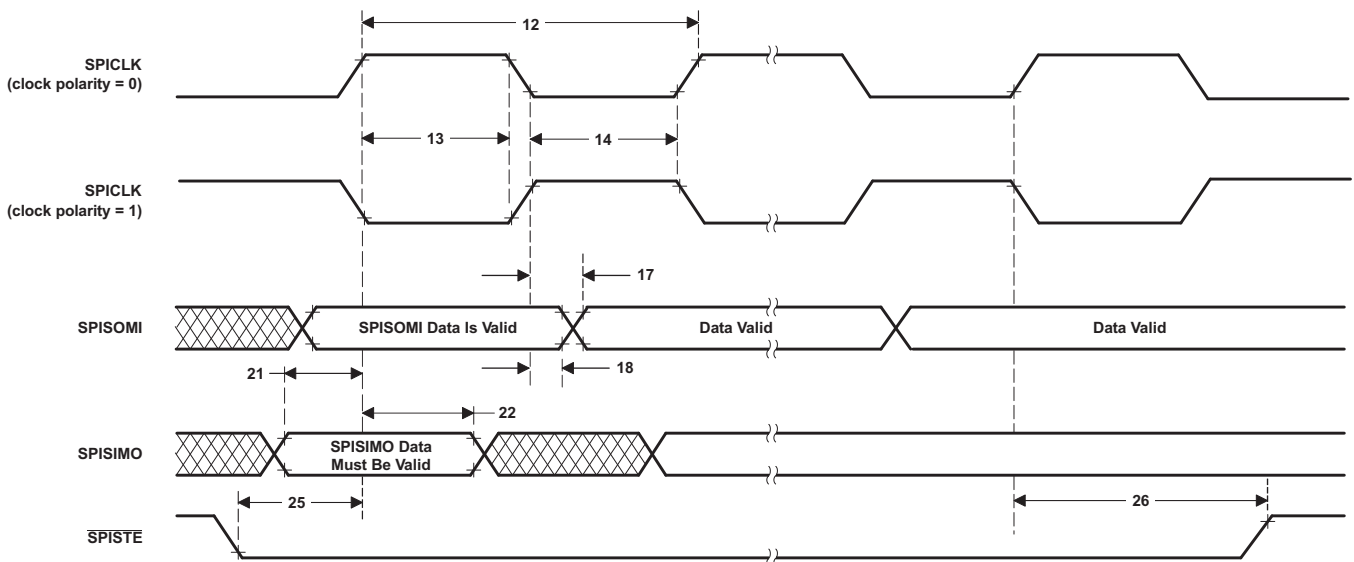 12
SPICLK
(clock polarity = 0)
13
14
SPICLK
(clock polarity = 1)
17
SPISOMI
SPISOMI Data Is Valid
Data Valid
Data Valid
18
21
22
SPISIMO
SPISIMO Data
Must Be Valid
25
26
SPISTE